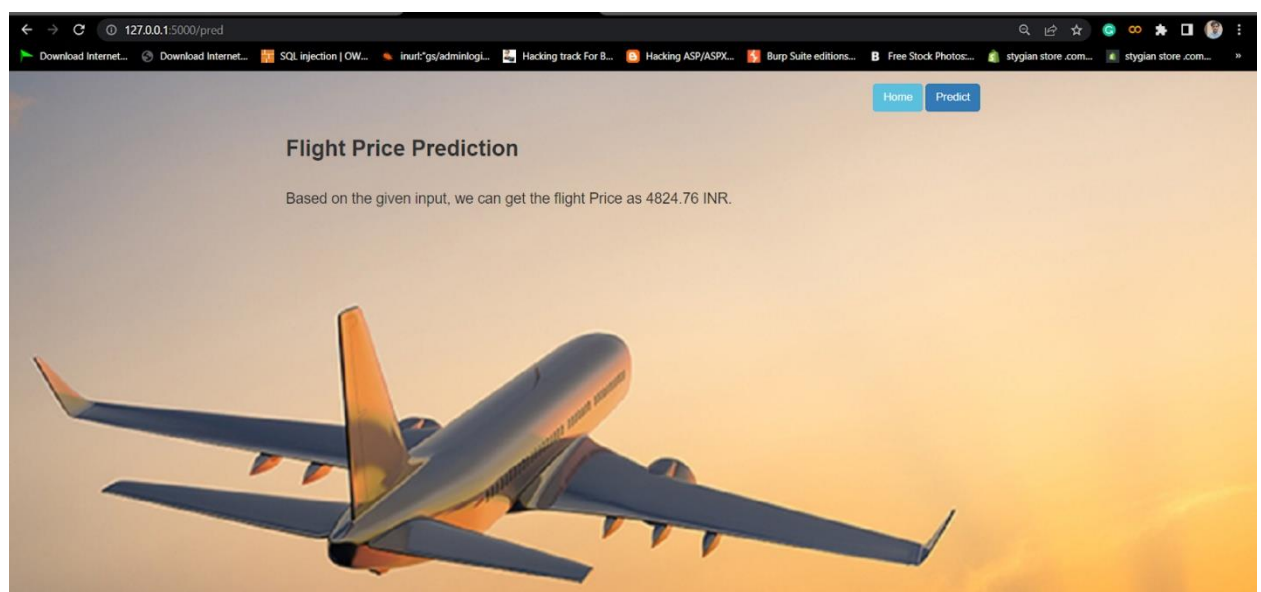 127.0.0.1:5000/pred
Download Internet... Download Internet... SQL injection | OW... inurl:"gs/adminlogi... Hacking track For B... Hacking ASP/ASPX... Burp Suite editions... B Free Stock Photos:... stygian store .com... stygian store .com... »
Home Predict
Flight Price Prediction
Based on the given input, we can get the flight Price as 4824.76 INR.